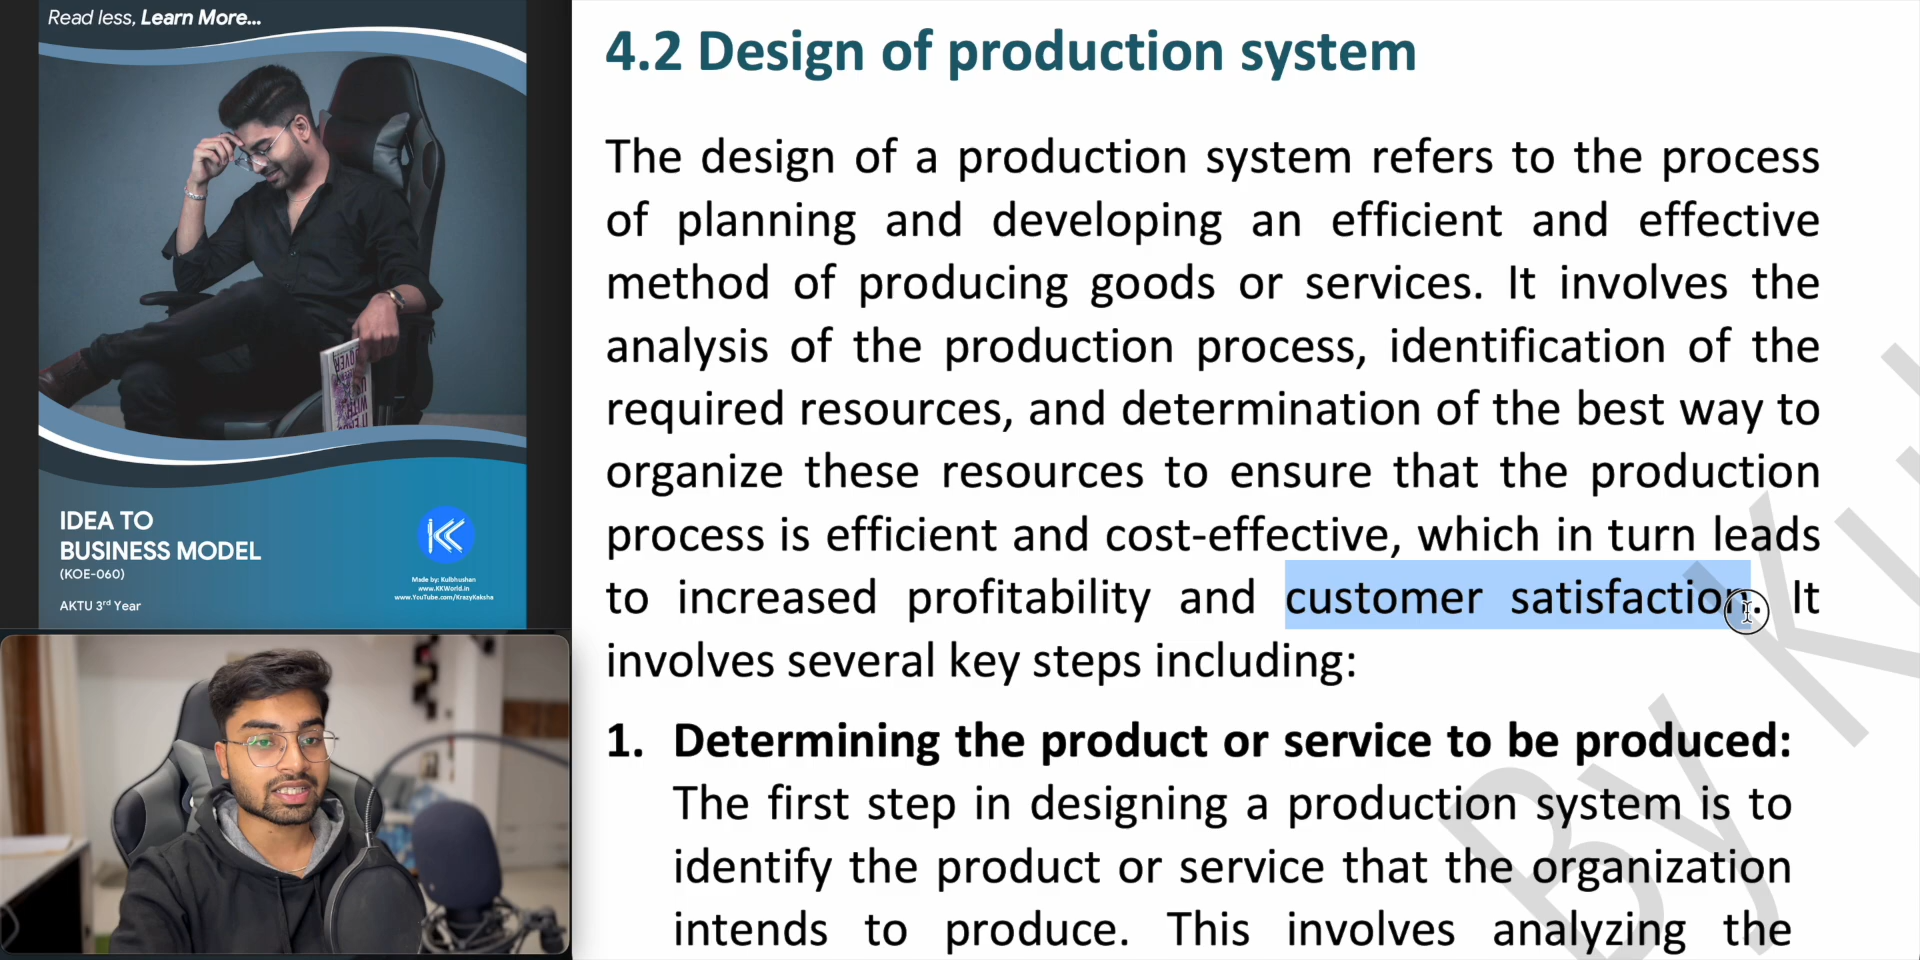 Read less, Learn More...
IDEA TO
BUSINESS MODEL
(KOE-060)
AKTU 3rd Year
Made by: Kulbhushan
www.KKWorld.in
www.YouTube.com/KrazyKaksha
4.2 Design of production system
The design of a production system refers to the process
of planning and developing an efficient and effective
method of producing goods or services. It involves the
analysis of the production process, identification of the
required resources, and determination of the best way to
organize these resources to ensure that the production
process is efficient and cost-effective, which in turn leads
to increased profitability and customer satisfaction. It
involves several key steps including:
1. Determining the product or service to be produced:
The first step in designing a production system is to
identify the product or service that the organization
intends to produce. This involves analyzing the
By